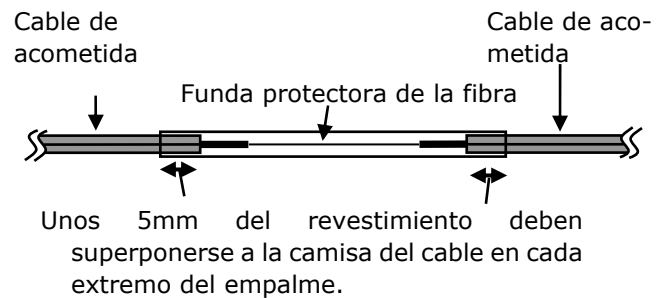 Cable de
acometida
Cable de aco-
metida
Funda protectora de la fibra
Unos 5mm del revestimiento deben
superponerse a la camisa del cable en cada
extremo del empalme.